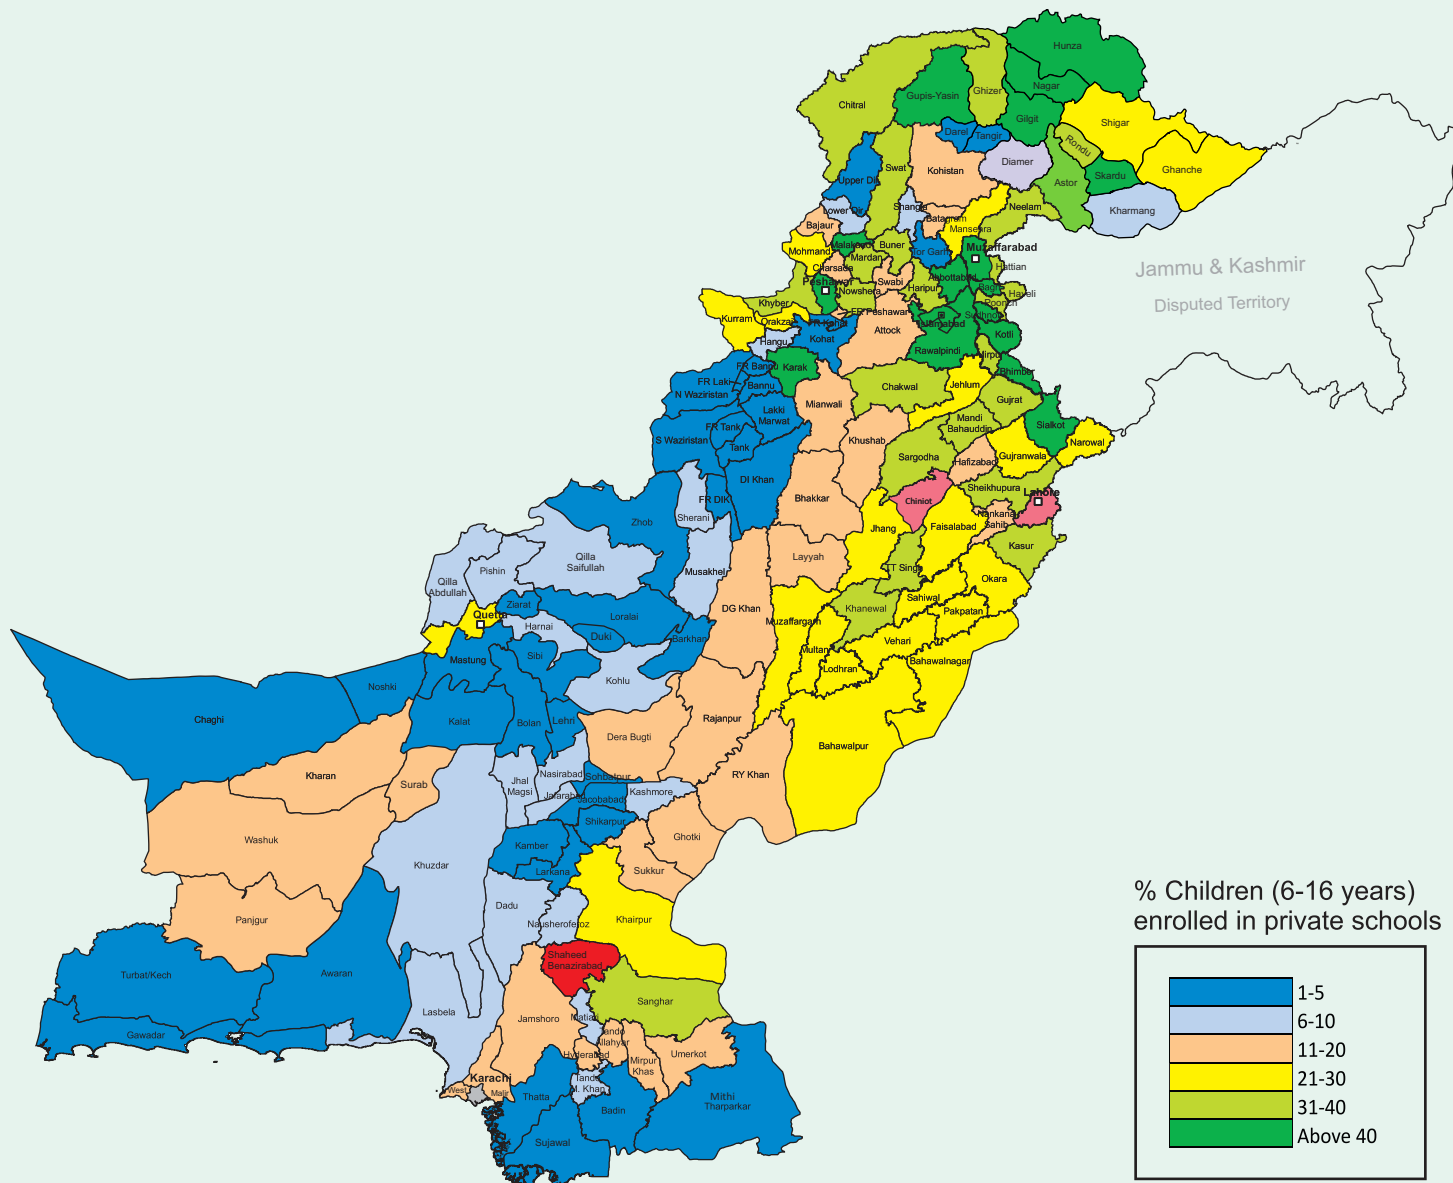 Hunza
Nagar
Chitral
Gupis-Yasin
Ghizer
Gilgit
Shigar
Darel
Tangir
Rondu
Diamer
Ghanche
Swat
Kohistan
Skardu
Astor
Upper Dir
Kharmang
Lower Dir
Shangla
Neelam
Batagram
Bajaur
Mansehra
Malakand
Buner
Muzaffarabad
Mohmand
Tor Garh
Mardan
Hattian
Charsada
Jammu & Kashmir
Disputed Territory
Peshawar
Swabi
Abbottabad
Haripur
Bagh
Haveli
Nowshera
Poonch
Khyber
FR Peshawar
Sudhnoti
Kurram
Orakzai
FR Kohat
Islamabad
Attock
Kotli
Hangu
Kohat
Rawalpindi
Mirpur
FR Bannu
Karak
Bhimber
FR Laki
Bannu
Chakwal
Jehlum
N Waziristan
Mianwali
Gujrat
Lakki
Marwat
Mandi
Bahauddin
Sialkot
FR Tank
S Waziristan
Khushab
Narowal
Tank
Sargodha
Hafizabad
Gujranwala
DI Khan
Sheikhupura
FR DIK
Bhakkar
Chiniot
Lahore
Sherani
Nankana
Sahib
Zhob
Jhang
Faisalabad
Kasur
Qilla
Saifullah
Layyah
Pishin
Musakhel
TT Singh
Qilla
Abdullah
Okara
Ziarat
Sahiwal
DG Khan
Khanewal
Pakpatan
Quetta
Loralai
Muzaffargarh
Harnai
Duki
Barkhan
Vehari
Multan
Sibi
Mastung
Bahawalnagar
Lodhran
Kohlu
Noshki
Chaghi
Kalat
Bolan
Lehri
Rajanpur
Dera Bugti
Bahawalpur
Kharan
Nasirabad
Sohbatpur
RY Khan
Surab
Jhal
Magsi
Jafarabad
Jacobabad
Kashmore
Shikarpur
Washuk
Ghotki
Kamber
Khuzdar
Larkana
Sukkur
Dadu
Panjgur
Nausheroferoz
Khairpur
Shaheed
Benazirabad
Turbat/Kech
Awaran
Sanghar
Lasbela
Jamshoro
Matiari
Gawadar
Tando
Allahyar
Hyderabad
Umerkot
Mirpur
Khas
Karachi
West
Malir
Tando
M. Khan
Thatta
Badin
Mithi
Tharparkar
Sujawal
% Children (6-16 years)
enrolled in private schools
1-5
6-10
11-20
21-30
31-40
Above 40